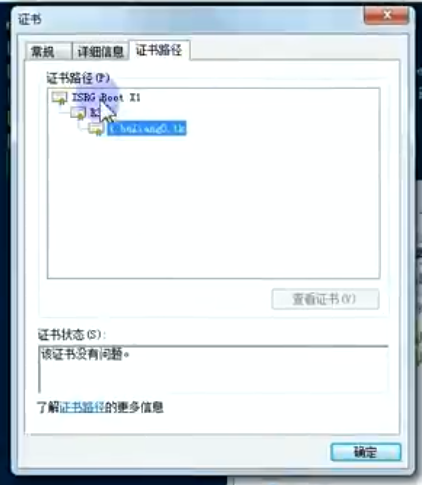 证书
常规 详细信息 证书路径
证书路径(P)
ISRG Root X1
查看证书(V)
证书状态(S):
该证书没有问题。
了解证书路径的更多信息
确定